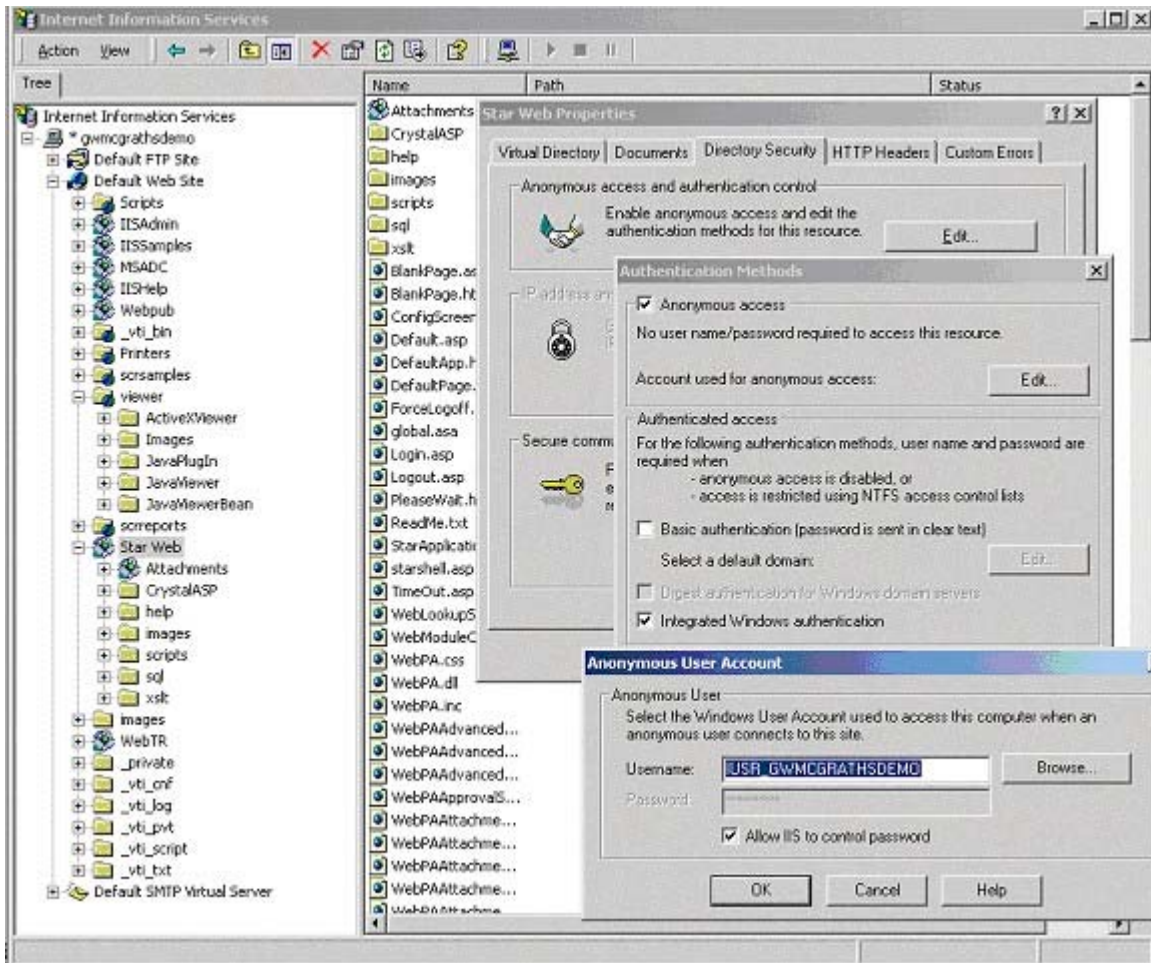 Internet Information Services
Action View
Tree
Internet Information Services
* gwmcgrathsdemo
Default FTP Site
Default Web Site
Scripts
IISAdmin
IISSamples
MSADC
IISHelp
Webpub
_vti_bin
Printers
scrsamples
viewer
ActiveXViewer
Images
JavaPlugIn
JavaViewer
JavaViewerBean
scrreports
Star Web
Attachments
CrystalASP
help
images
scripts
sql
xslt
images
WebTR
_private
_vti_cnf
_vti_log
_vti_pvt
_vti_script
_vti_txt
Default SMTP Virtual Server
Name Path Status
Attachments
CrystalASP
help
images
scripts
sql
xslt
BlankPage.as
BlankPage.ht
ConfigScreen
Default.asp
DefaultApp.h
DefaultPage.
ForceLogoff.
global.asa
Login.asp
Logout.asp
PleaseWait.h
ReadMe.txt
StarApplicati
starshell.asp
TimeOut.asp
WebLookupS
WebModuleC
WebPA.css
WebPA.dll
WebPA.inc
WebPAAdvanced...
WebPAAdvanced...
WebPAAdvanced...
WebPAApprovalS...
WebPAAttachme...
WebPAAttachme...
WebPAAttachme...
WebPAAttachme...
WebPAAttachme
Star Web Properties
Virtual Directory Documents Directory Security HTTP Headers Custom Errors
Anonymous access and authentication control
Enable anonymous access and edit the
authentication methods for this resource.
Edit...
IP address an
Secure commu
Authentication Methods
Anonymous access
No user name/password required to access this resource.
Account used for anonymous access:
Edit...
Authenticated access
For the following authentication methods, user name and password are
required when
- anonymous access is disabled, or
- access is restricted using NTFS access control lists
Basic authentication (password is sent in clear text)
Select a default domain:
Edit...
Digest authentication for Windows domain servers
Integrated Windows authentication
Anonymous User Account
Anonymous User
Select the Windows User Account used to access this computer when an
anonymous user connects to this site.
Username: IUSR_GWMCGRATHSDEMO Browse...
Password:
Allow IIS to control password
OK Cancel Help